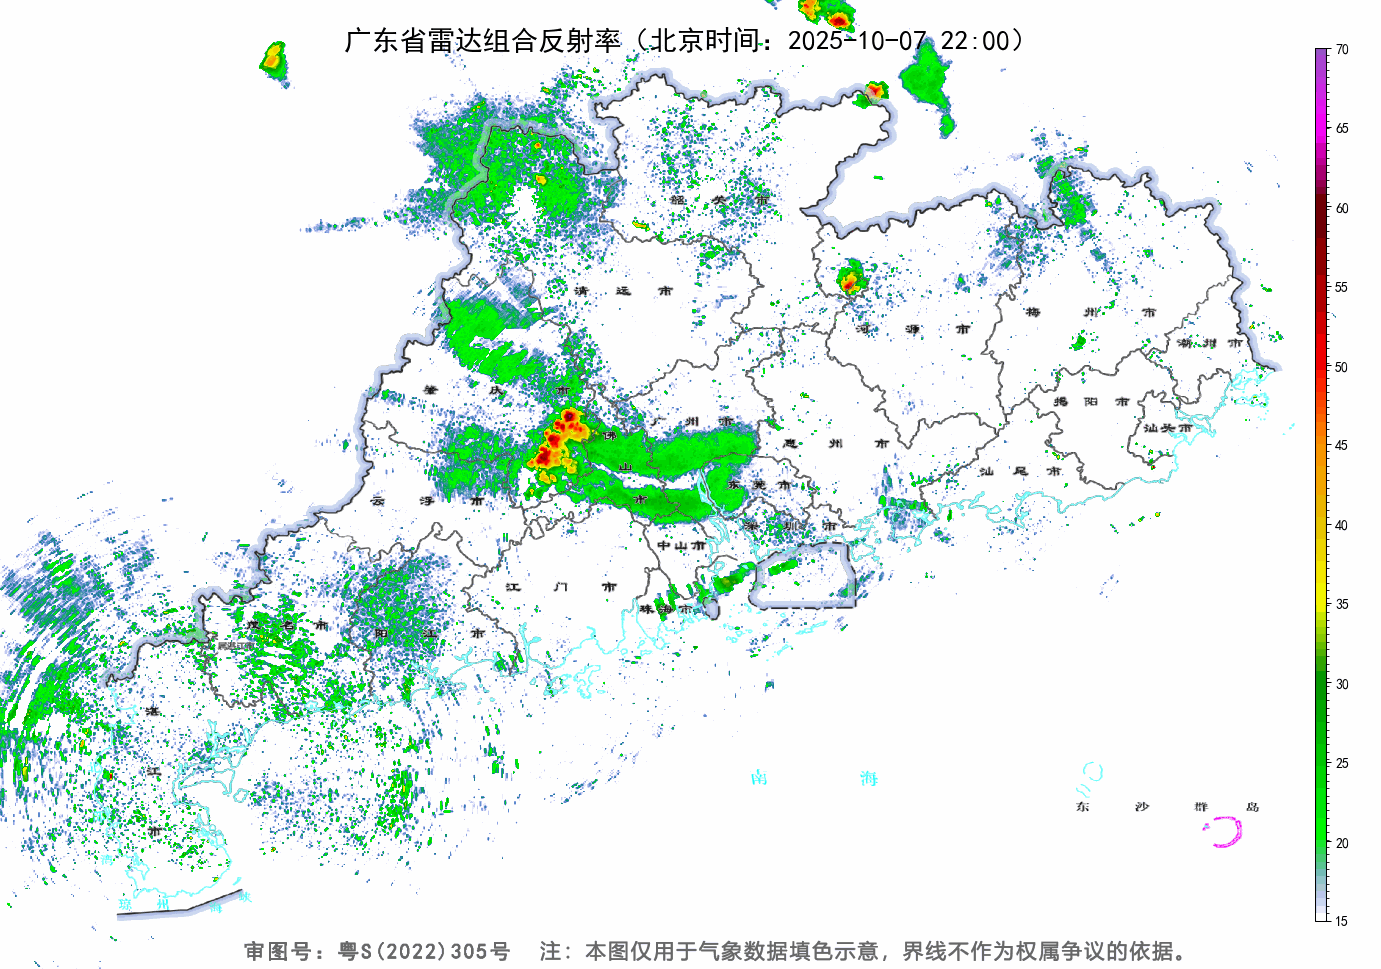 广东省雷达组合反射率（北京时间：2025-10-07 22:00）
70
65
60
55
50
45
40
35
30
25
20
15
韶关市
清远市
河源市
梅州市
潮州市
肇庆市
揭阳市
广州市
佛山市
汕头市
惠州市
汕尾市
云浮市
东莞市
深圳市
中山市
江门市
珠海市
茂名市
阳江市
湛江市
南海
东沙群岛
琼州海峡
审图号：粤S(2022)305号　注：本图仅用于气象数据填色示意，界线不作为权属争议的依据。